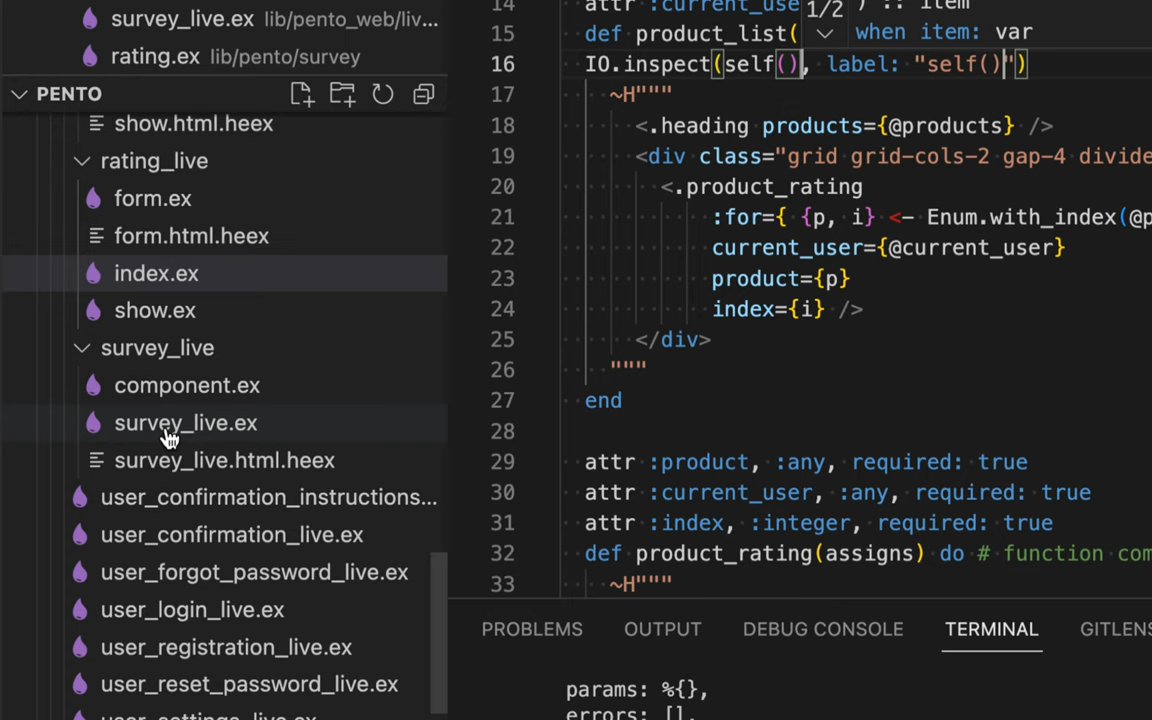 survey_live.ex lib/pento_web/liv...
rating.ex lib/pento/survey
PENTO
show.html.heex
rating_live
form.ex
form.html.heex
index.ex
show.ex
survey_live
component.ex
survey_live.ex
survey_live.html.heex
user_confirmation_instructions...
user_confirmation_live.ex
user_forgot_password_live.ex
user_login_live.ex
user_registration_live.ex
user_reset_password_live.ex
user_settings_live.ex
14 attr :current_use
1/2 ) :: item
when item: var
15 def product_list(
16 IO.inspect(self(), label: "self()")
17 ~H"""
18 <.heading products={@products} />
19 <div class="grid grid-cols-2 gap-4 divide
20 <.product_rating
21 :for={ {p, i} <- Enum.with_index(@p
22 current_user={@current_user}
23 product={p}
24 index={i} />
25 </div>
26 """
27 end
28
29 attr :product, :any, required: true
30 attr :current_user, :any, required: true
31 attr :index, :integer, required: true
32 def product_rating(assigns) do # function com
33 ~H"""
PROBLEMS OUTPUT DEBUG CONSOLE TERMINAL GITLENS
params: %{},
errors: [],